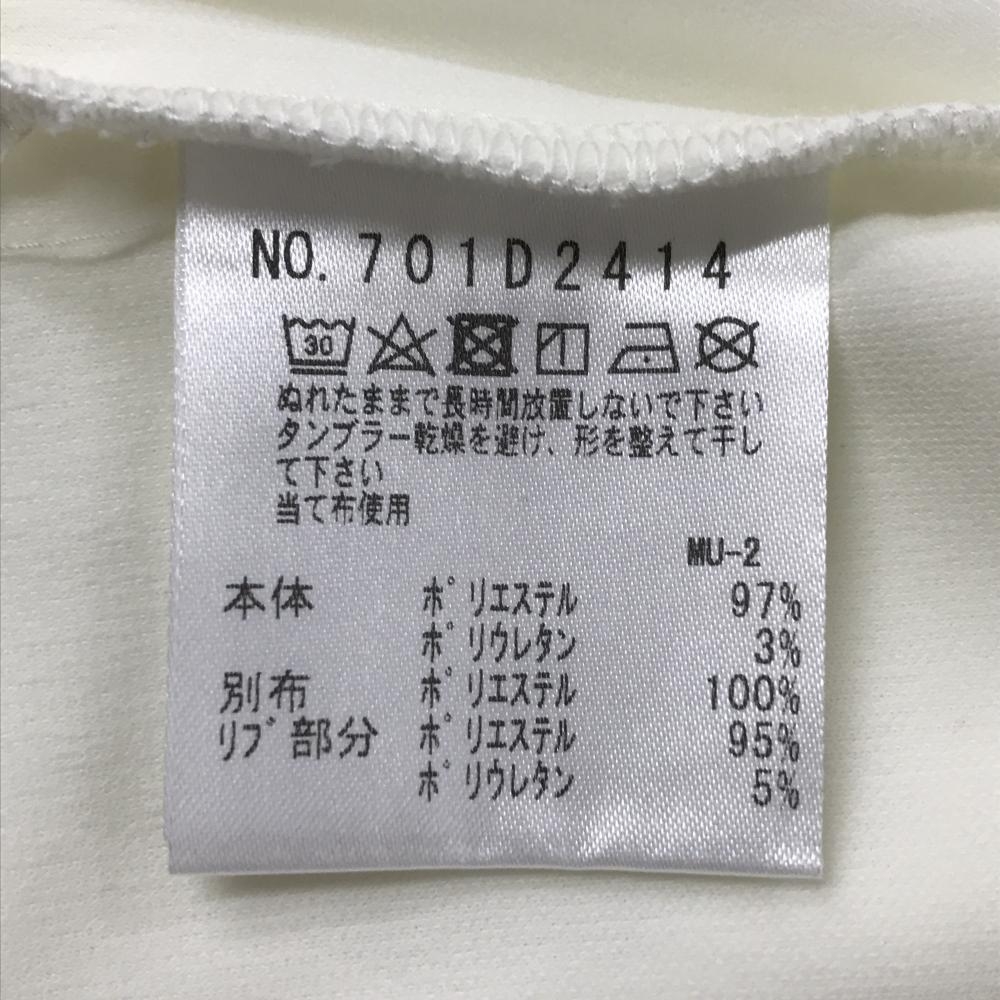 NO. 701D2414
30
ぬれたままで長時間放置しないで下さい
タンブラー乾燥を避け、形を整えて干し
て下さい
当て布使用
MU-2
本体 ポリエステル 97%
ポリウレタン 3%
別布 ポリエステル 100%
リブ部分 ポリエステル 95%
ポリウレタン 5%